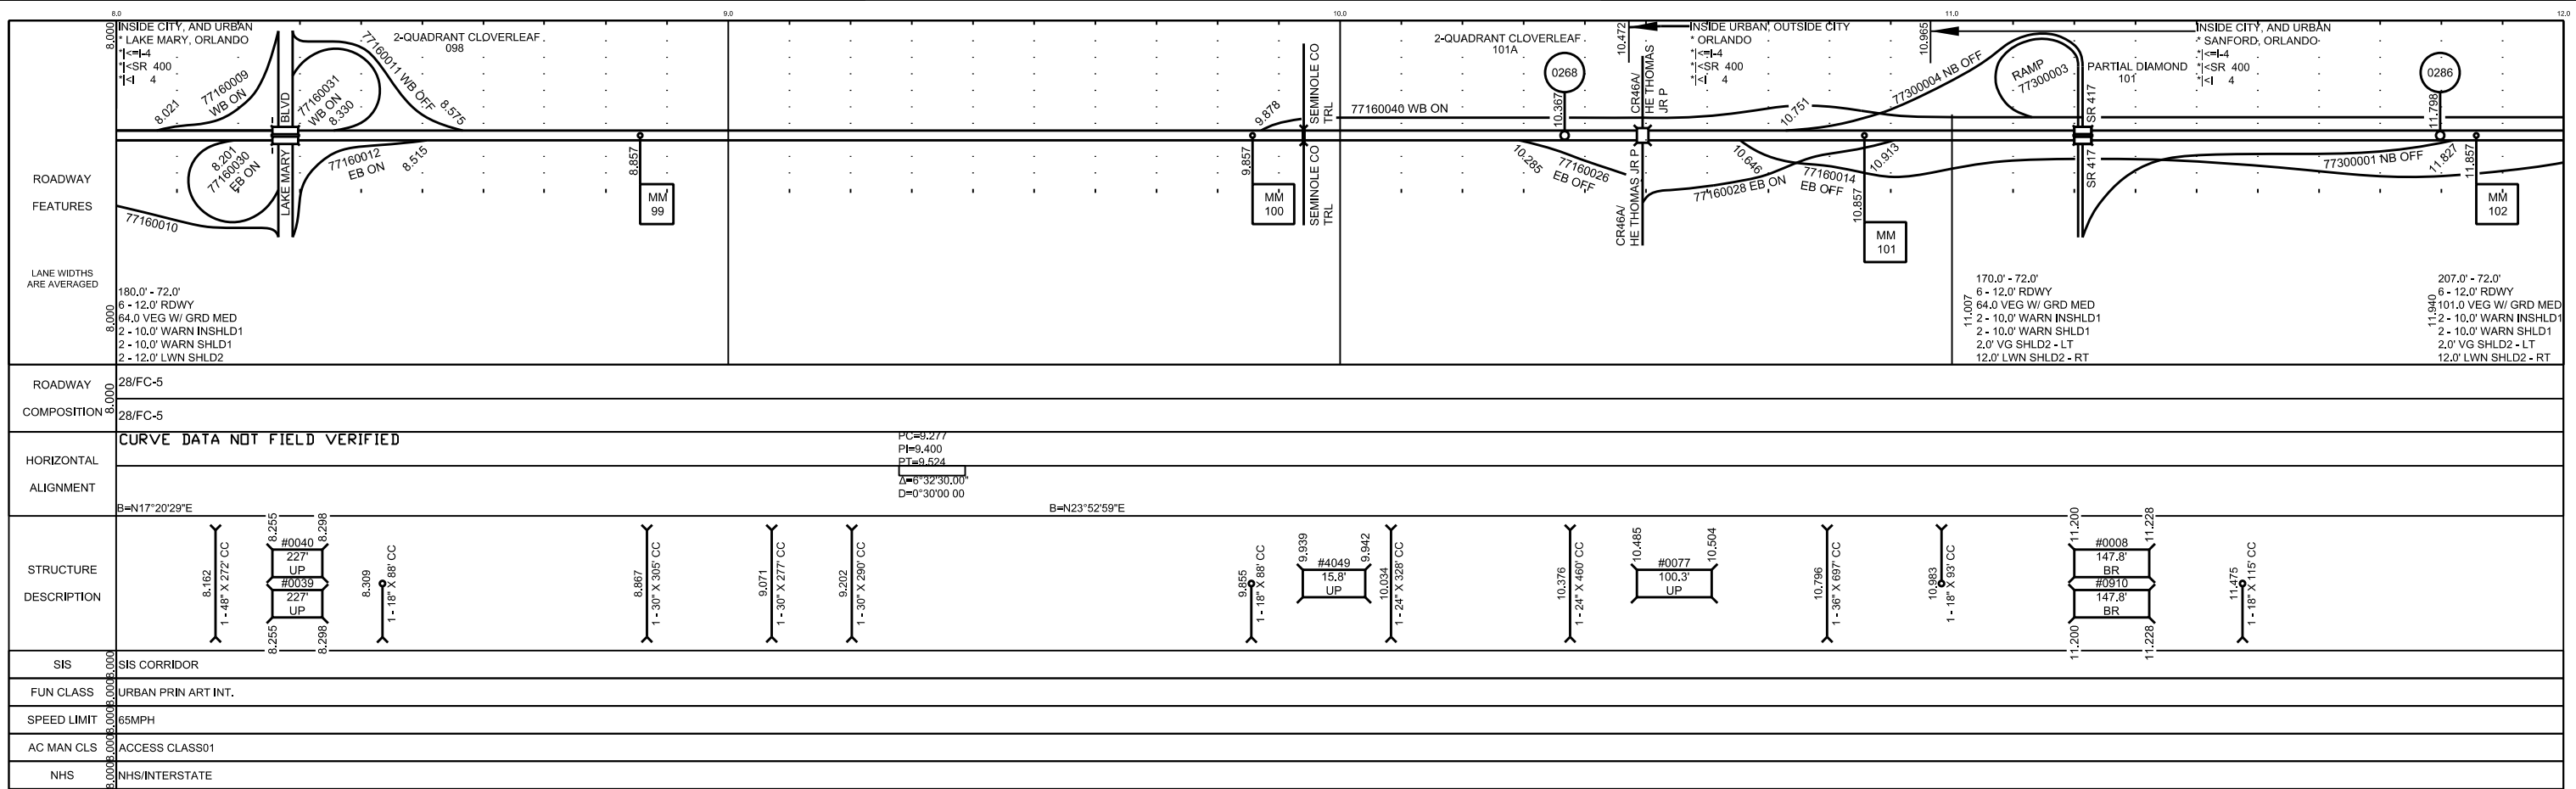 8.0
9.0
10.0
11.0
12.0
8.000
INSIDE CITY, AND URBAN
* LAKE MARY, ORLANDO
*|<=I-4
*|<SR 400
*|<I 4
2-QUADRANT CLOVERLEAF
098
8.021
77160009
WB ON
77160031
WB ON
8.330
77160011 WB OFF
8.575
LAKE MARY BLVD
8.201
77160030
EB ON
77160012
EB ON
8.515
77160010
8.857
MM
99
9.857
MM
100
9.878
SEMINOLE CO
TRL
SEMINOLE CO
TRL
77160040 WB ON
2-QUADRANT CLOVERLEAF
101A
0268
10.367
10.472
INSIDE URBAN, OUTSIDE CITY
* ORLANDO
*|<=I-4
*|<SR 400
*|<I 4
CR46A/
HE THOMAS
JR P
CR46A/
HE THOMAS JR P
10.285
77160026
EB OFF
77160028 EB ON
10.646
77160014
EB OFF
10.913
10.751
77300004 NB OFF
10.857
MM
101
10.965
INSIDE CITY, AND URBAN
* SANFORD, ORLANDO
*|<=I-4
*|<SR 400
*|<I 4
RAMP
77300003
PARTIAL DIAMOND
101
SR 417
SR 417
0286
11.798
77300001 NB OFF
11.827
11.857
MM
102
ROADWAY
FEATURES
LANE WIDTHS
ARE AVERAGED
8.000
180.0' - 72.0'
6 - 12.0' RDWY
64.0 VEG W/ GRD MED
2 - 10.0' WARN INSHLD1
2 - 10.0' WARN SHLD1
2 - 12.0' LWN SHLD2
11.007
170.0' - 72.0'
6 - 12.0' RDWY
64.0 VEG W/ GRD MED
2 - 10.0' WARN INSHLD1
2 - 10.0' WARN SHLD1
2.0' VG SHLD2 - LT
12.0' LWN SHLD2 - RT
11.940
207.0' - 72.0'
6 - 12.0' RDWY
101.0 VEG W/ GRD MED
2 - 10.0' WARN INSHLD1
2 - 10.0' WARN SHLD1
2.0' VG SHLD2 - LT
12.0' LWN SHLD2 - RT
ROADWAY
COMPOSITION
8.000
28/FC-5
28/FC-5
HORIZONTAL
ALIGNMENT
CURVE DATA NOT FIELD VERIFIED
PC=9.277
PI=9.400
PT=9.524
Δ=6°32'30.00"
D=0°30'00 00
B=N17°20'29"E
B=N23°52'59"E
STRUCTURE
DESCRIPTION
8.162
1 - 48" X 272' CC
8.255
8.298
#0040
227'
UP
#0039
227'
UP
8.255
8.298
8.309
1 - 18" X 88' CC
8.867
1 - 30" X 305' CC
9.071
1 - 30" X 277' CC
9.202
1 - 30" X 290' CC
9.855
1 - 18" X 88' CC
9.939
9.942
#4049
15.8'
UP
10.034
1 - 24" X 328' CC
10.376
1 - 24" X 460' CC
10.485
10.504
#0077
100.3'
UP
10.796
1 - 36" X 697' CC
10.983
1 - 18" X 93' CC
11.200
11.228
#0008
147.8'
BR
#0910
147.8'
BR
11.200
11.228
11.475
1 - 18" X 115' CC
SIS
8.000
SIS CORRIDOR
FUN CLASS
8.000
URBAN PRIN ART INT.
SPEED LIMIT
8.000
65MPH
AC MAN CLS
8.000
ACCESS CLASS01
NHS
8.000
NHS/INTERSTATE